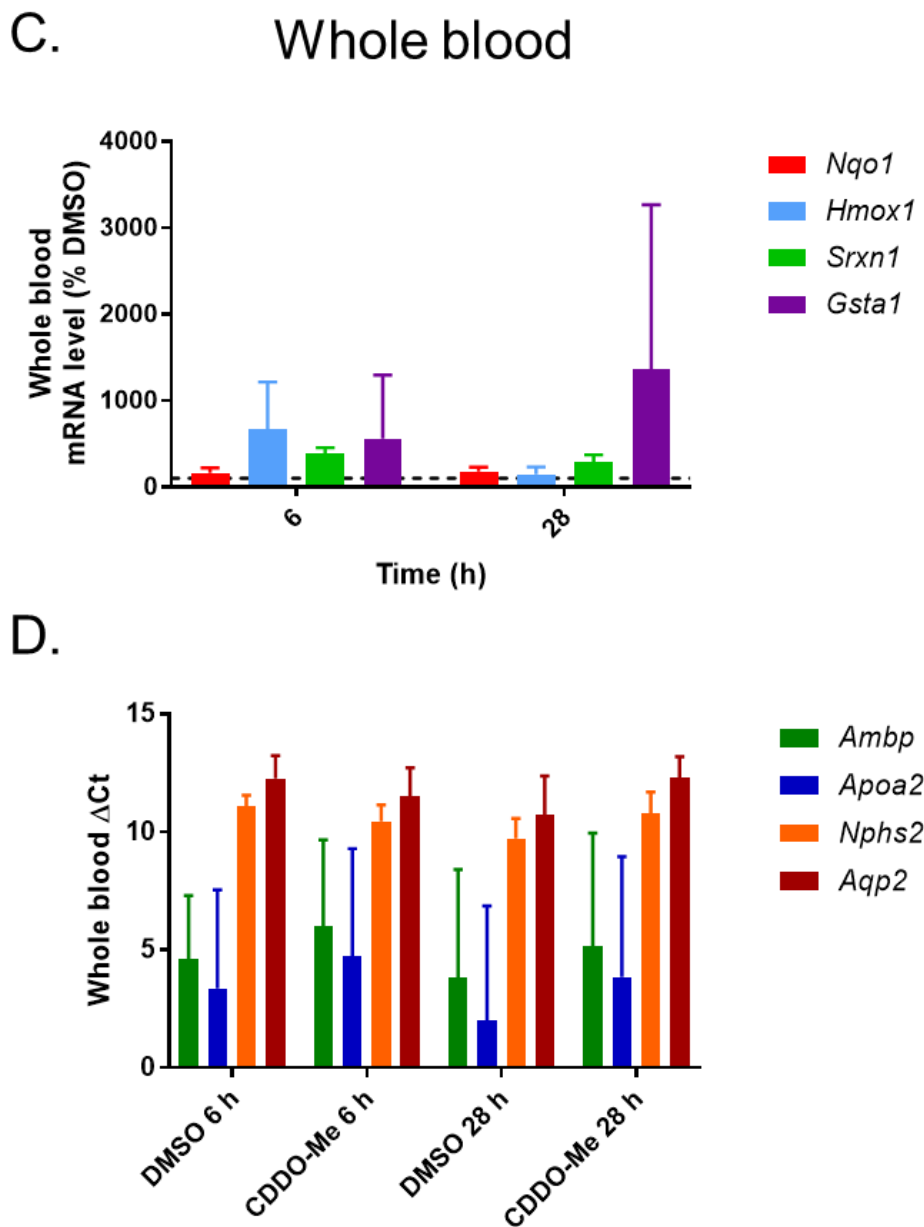 C.
Whole blood
Whole blood
mRNA level (% DMSO)
4000
3000
2000
1000
0
6
28
Time (h)
Nqo1
Hmox1
Srxn1
Gsta1
D.
Whole blood ΔCt
15
10
5
0
DMSO 6 h
CDDO-Me 6 h
DMSO 28 h
CDDO-Me 28 h
Ambp
Apoa2
Nphs2
Aqp2